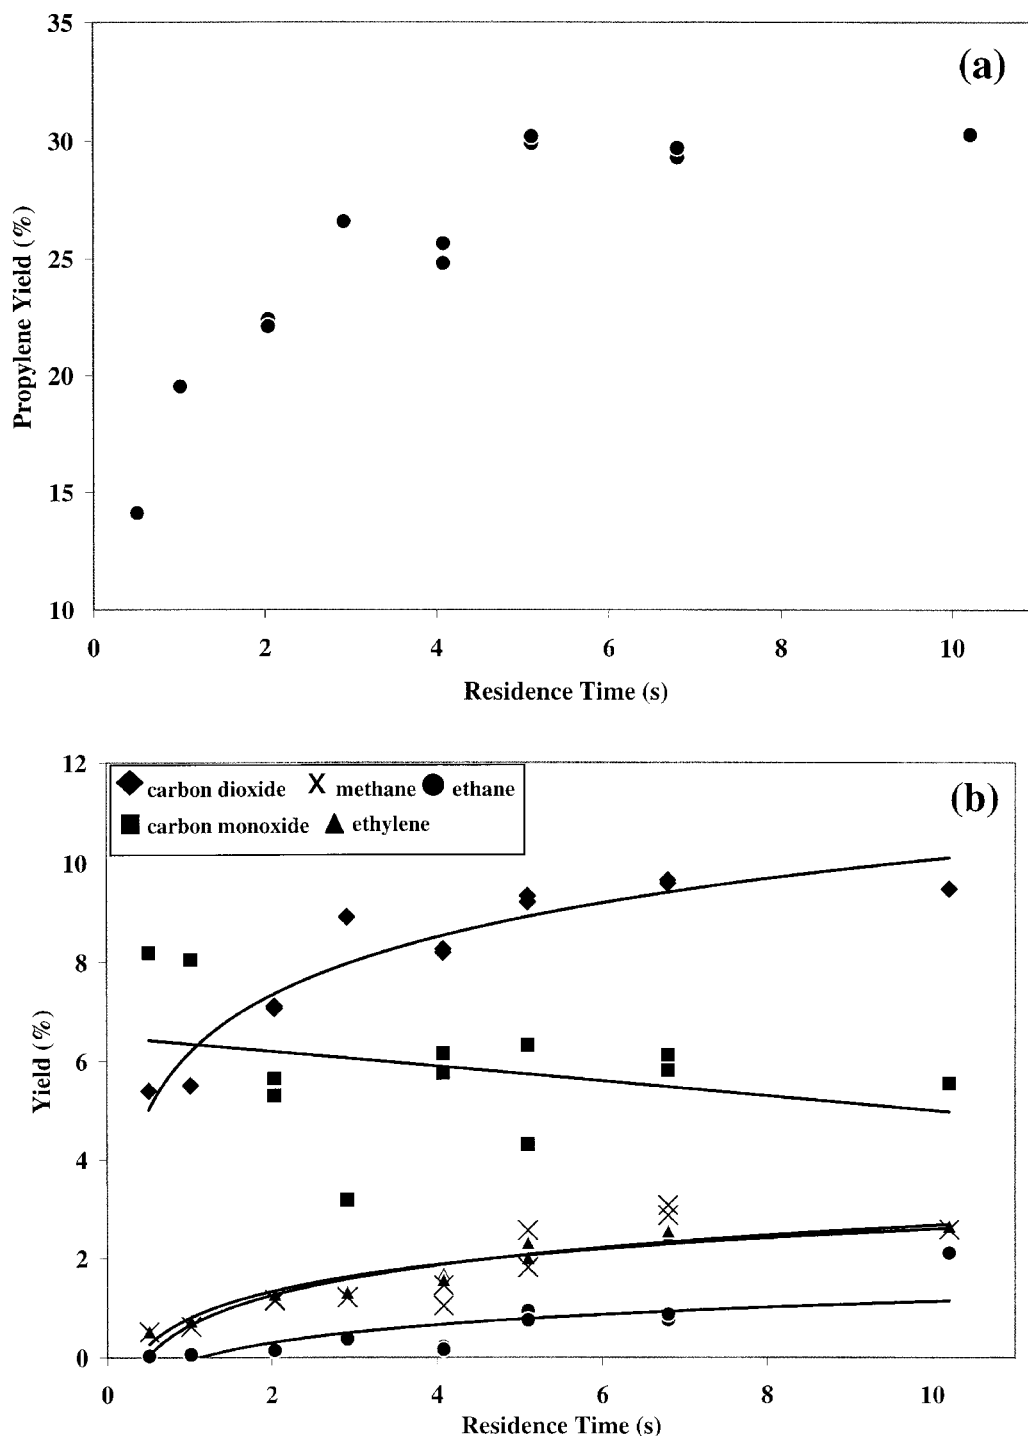 (a)
35
30
25
20
15
10
Propylene Yield (%)
0 2 4 6 8 10
Residence Time (s)
(b)
carbon dioxide methane ethane
carbon monoxide ethylene
12
10
8
6
4
2
0
Yield (%)
0 2 4 6 8 10
Residence Time (s)